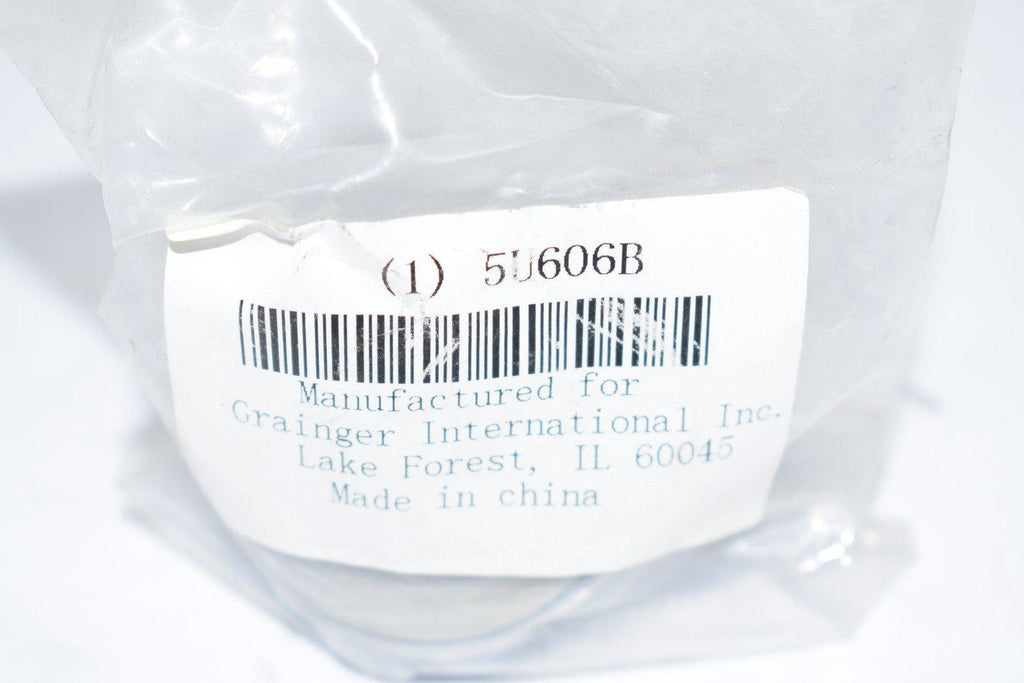 (1) 5U606B
Manufactured for
Grainger International Inc.
Lake Forest, IL 60045
Made in china